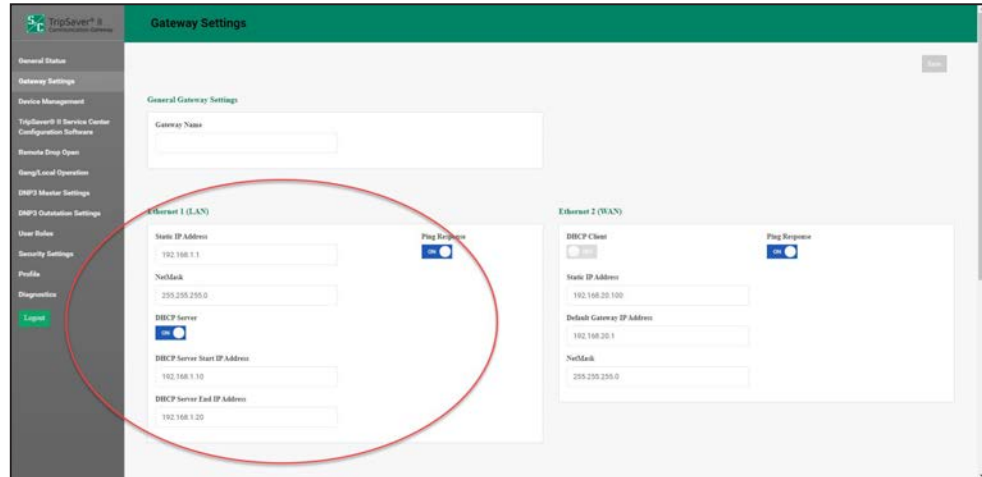 S&C
TripSaver® II
Communication Gateway
Gateway Settings
General Status
Gateway Settings
Device Management
TripSaver® II Service Center
Configuration Software
Remote Drop Open
Gang/Local Operation
DNP3 Master Settings
DNP3 Outstation Settings
User Roles
Security Settings
Profile
Diagnostics
Logout
Save
General Gateway Settings
Gateway Name
Ethernet 1 (LAN)
Static IP Address
192.168.1.1
Ping Response
ON
NetMask
255.255.255.0
DHCP Server
ON
DHCP Server Start IP Address
192.168.1.10
DHCP Server End IP Address
192.168.1.20
Ethernet 2 (WAN)
DHCP Client
OFF
Ping Response
ON
Static IP Address
192.168.20.100
Default Gateway IP Address
192.168.20.1
NetMask
255.255.255.0